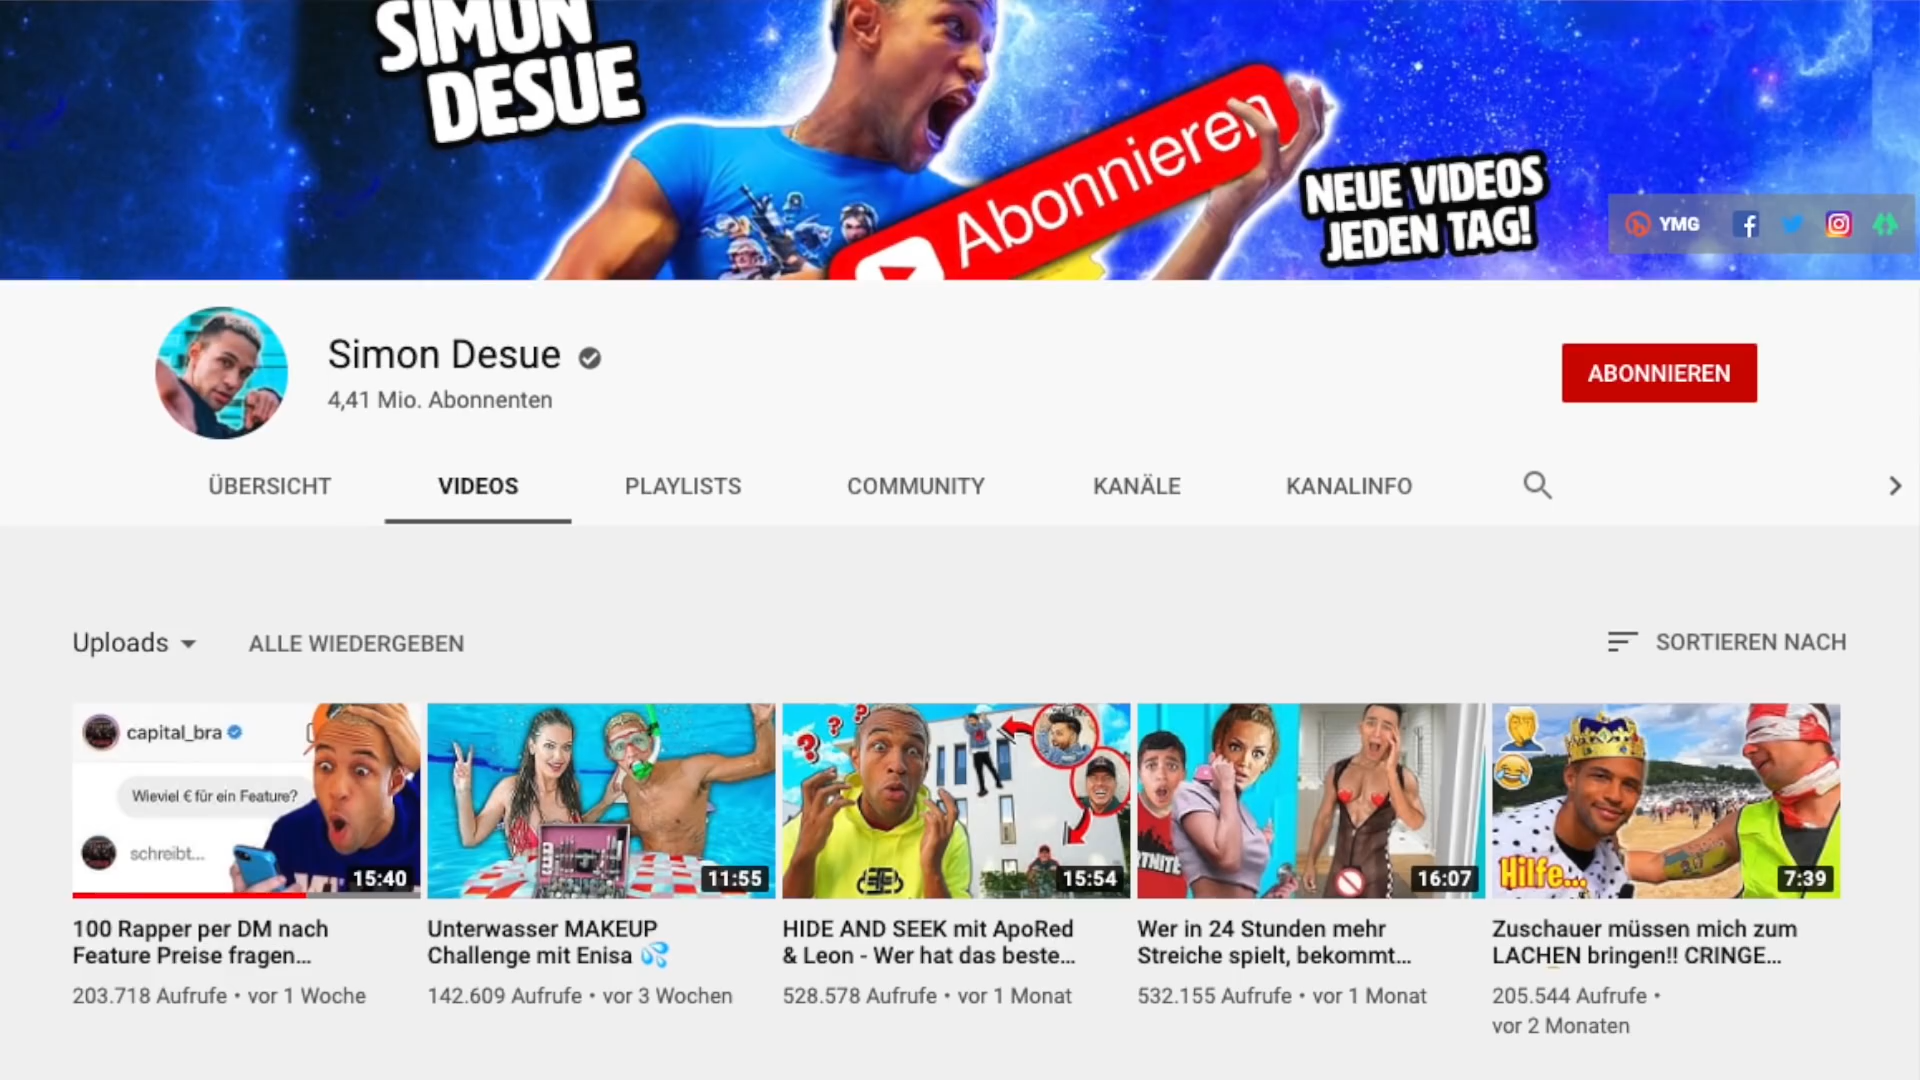 SIMON
DESUE
Abonnieren
NEUE VIDEOS
JEDEN TAG!
YMG
Simon Desue
4,41 Mio. Abonnenten
ABONNIEREN
ÜBERSICHT
VIDEOS
PLAYLISTS
COMMUNITY
KANÄLE
KANALINFO
Uploads
ALLE WIEDERGEBEN
SORTIEREN NACH
capital_bra
Wieviel € für ein Feature?
schreibt...
15:40
100 Rapper per DM nach
Feature Preise fragen...
203.718 Aufrufe • vor 1 Woche
11:55
Unterwasser MAKEUP
Challenge mit Enisa 💦
142.609 Aufrufe • vor 3 Wochen
? ? ?
15:54
HIDE AND SEEK mit ApoRed
& Leon - Wer hat das beste...
528.578 Aufrufe • vor 1 Monat
RTNITE
16:07
Wer in 24 Stunden mehr
Streiche spielt, bekommt...
532.155 Aufrufe • vor 1 Monat
Hilfe...
7:39
Zuschauer müssen mich zum
LACHEN bringen!! CRINGE...
205.544 Aufrufe •
vor 2 Monaten